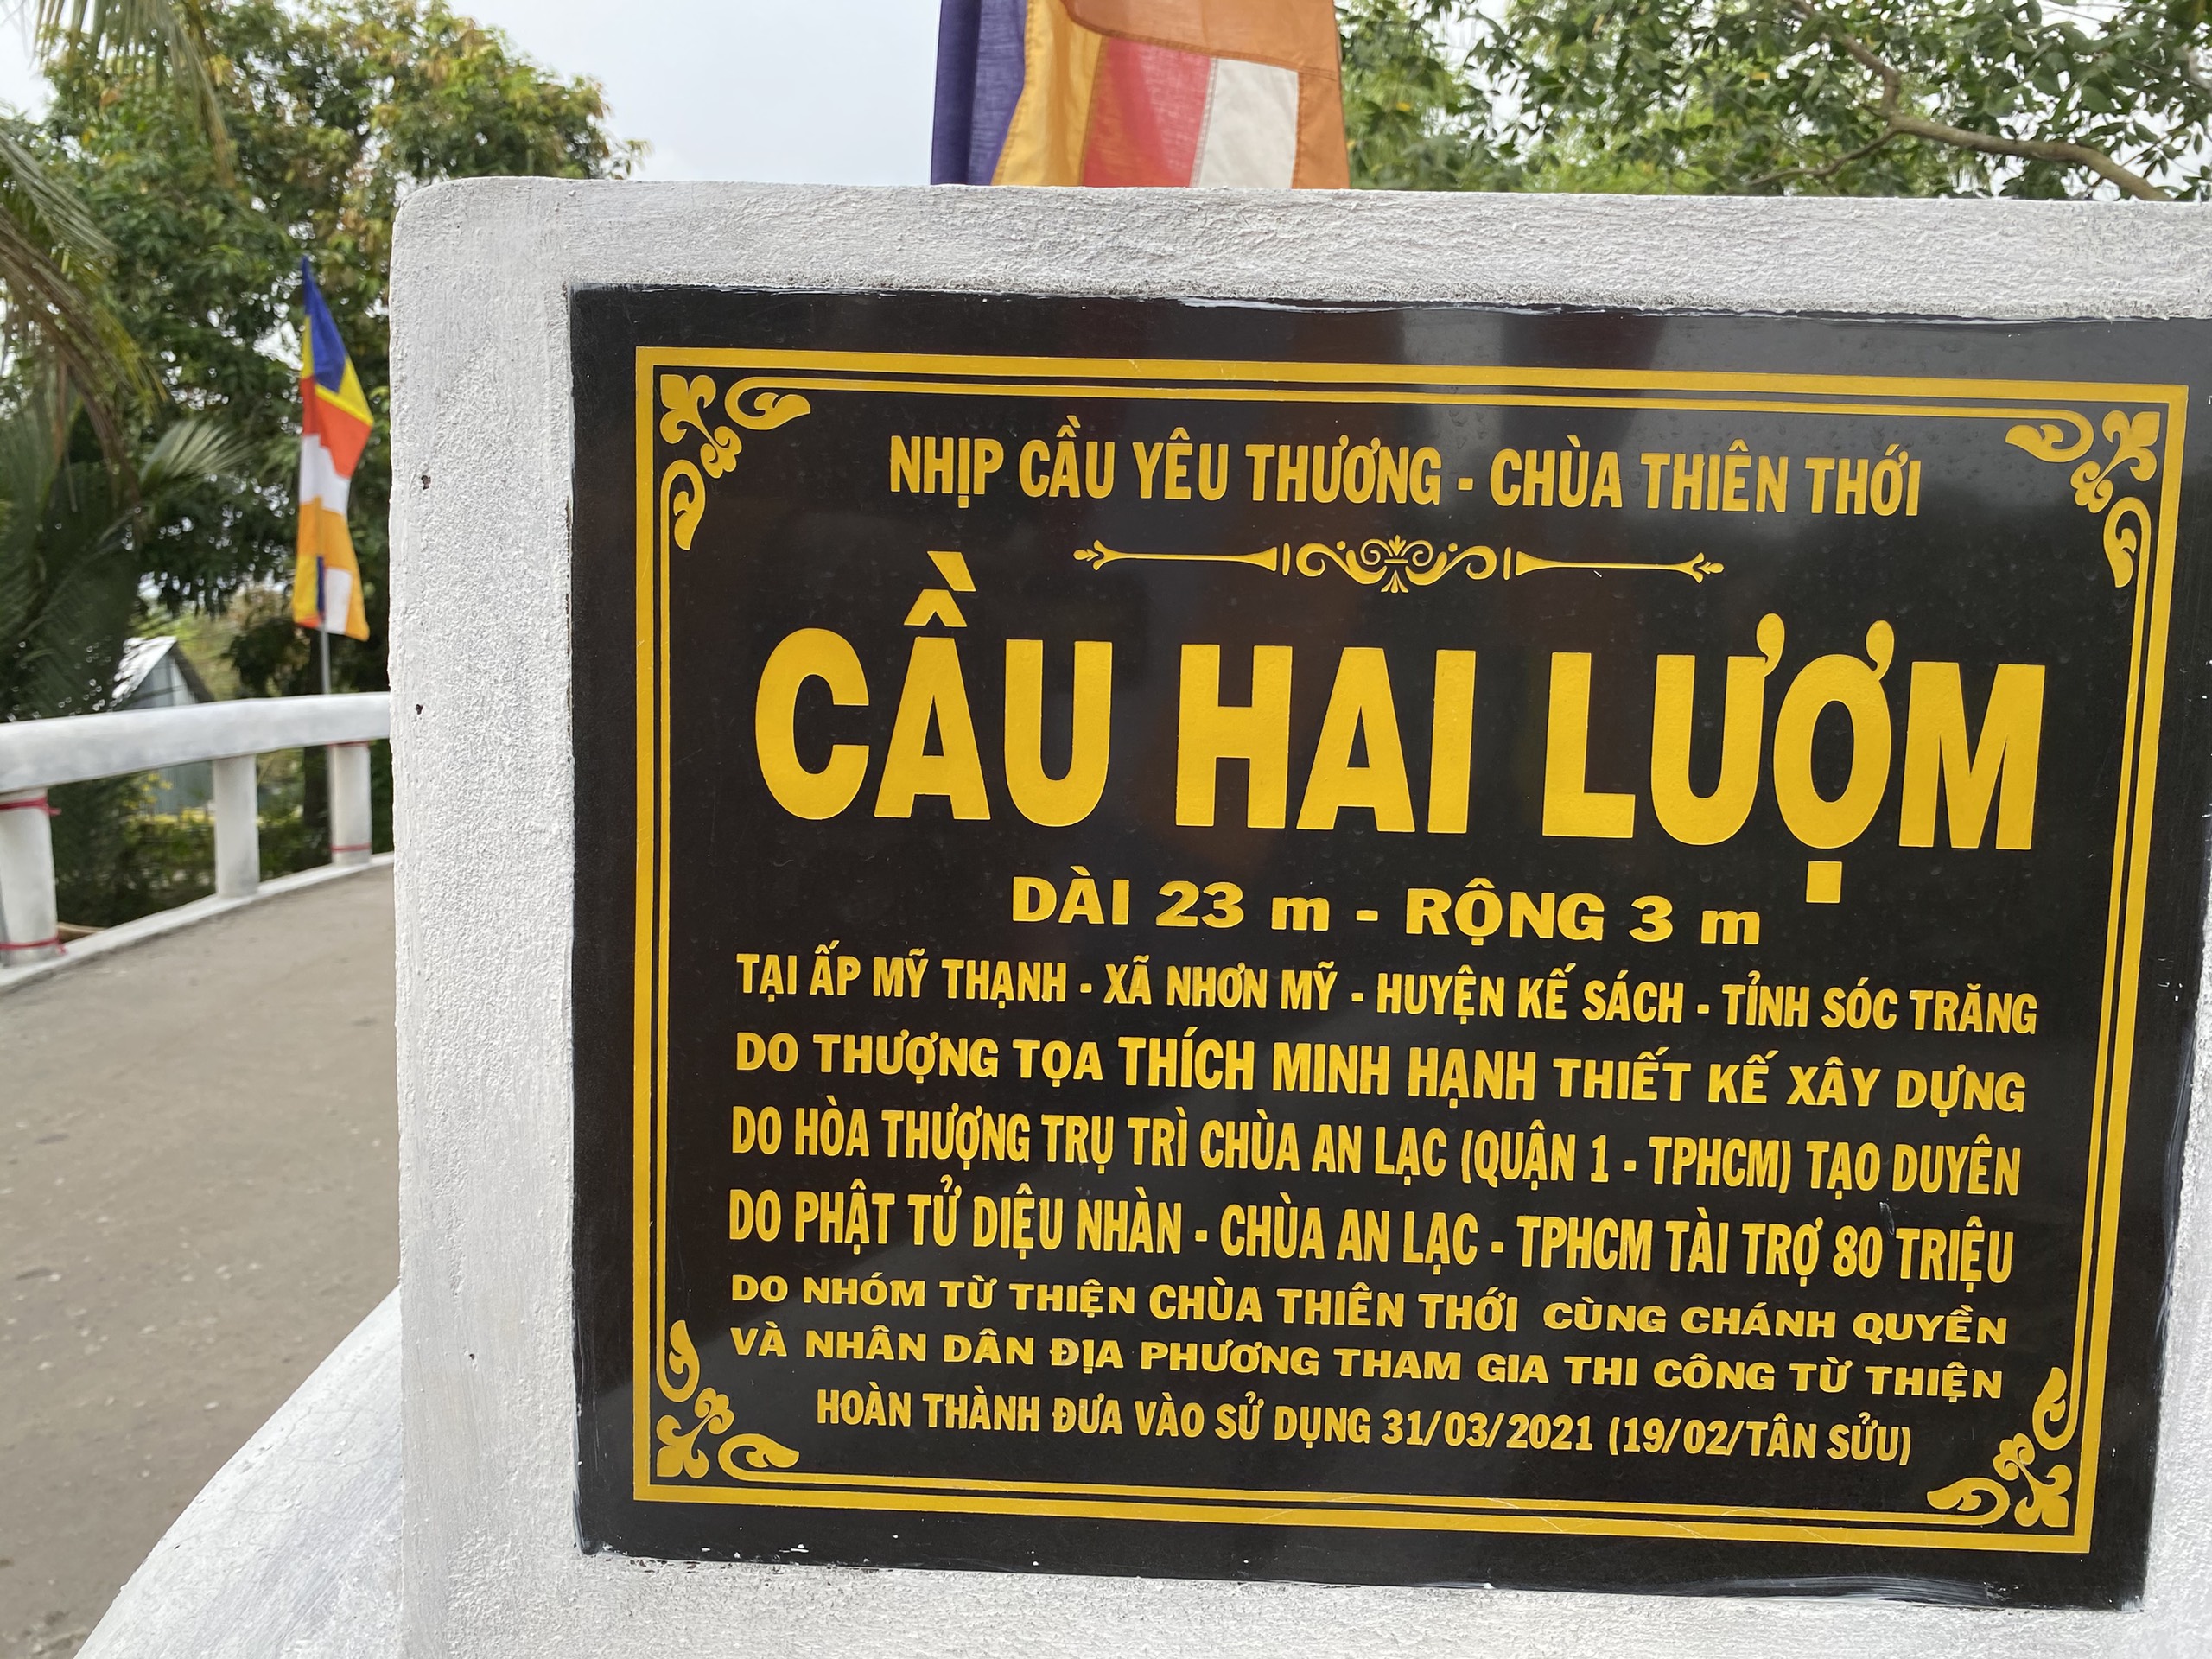 NHỊP CẦU YÊU THƯƠNG - CHÙA THIÊN THỚI
CẦU HAI LƯỢM
DÀI 23 m - RỘNG 3 m
TẠI ẤP MỸ THẠNH - XÃ NHƠN MỸ - HUYỆN KẾ SÁCH - TỈNH SÓC TRĂNG
DO THƯỢNG TỌA THÍCH MINH HẠNH THIẾT KẾ XÂY DỰNG
DO HÒA THƯỢNG TRỤ TRÌ CHÙA AN LẠC (QUẬN 1 - TPHCM) TẠO DUYÊN
DO PHẬT TỬ DIỆU NHÀN - CHÙA AN LẠC - TPHCM TÀI TRỢ 80 TRIỆU
DO NHÓM TỪ THIỆN CHÙA THIÊN THỚI CÙNG CHÁNH QUYỀN
VÀ NHÂN DÂN ĐỊA PHƯƠNG THAM GIA THI CÔNG TỪ THIỆN
HOÀN THÀNH ĐƯA VÀO SỬ DỤNG 31/03/2021 (19/02/TÂN SỬU)